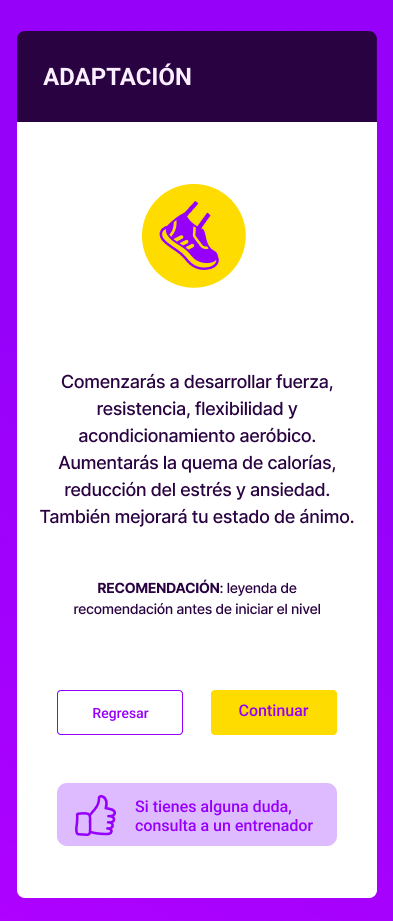 ADAPTACIÓN
Comenzarás a desarrollar fuerza,
resistencia, flexibilidad y
acondicionamiento aeróbico.
Aumentarás la quema de calorías,
reducción del estrés y ansiedad.
También mejorará tu estado de ánimo.
RECOMENDACIÓN: leyenda de
recomendación antes de iniciar el nivel
Regresar
Continuar
Si tienes alguna duda,
consulta a un entrenador